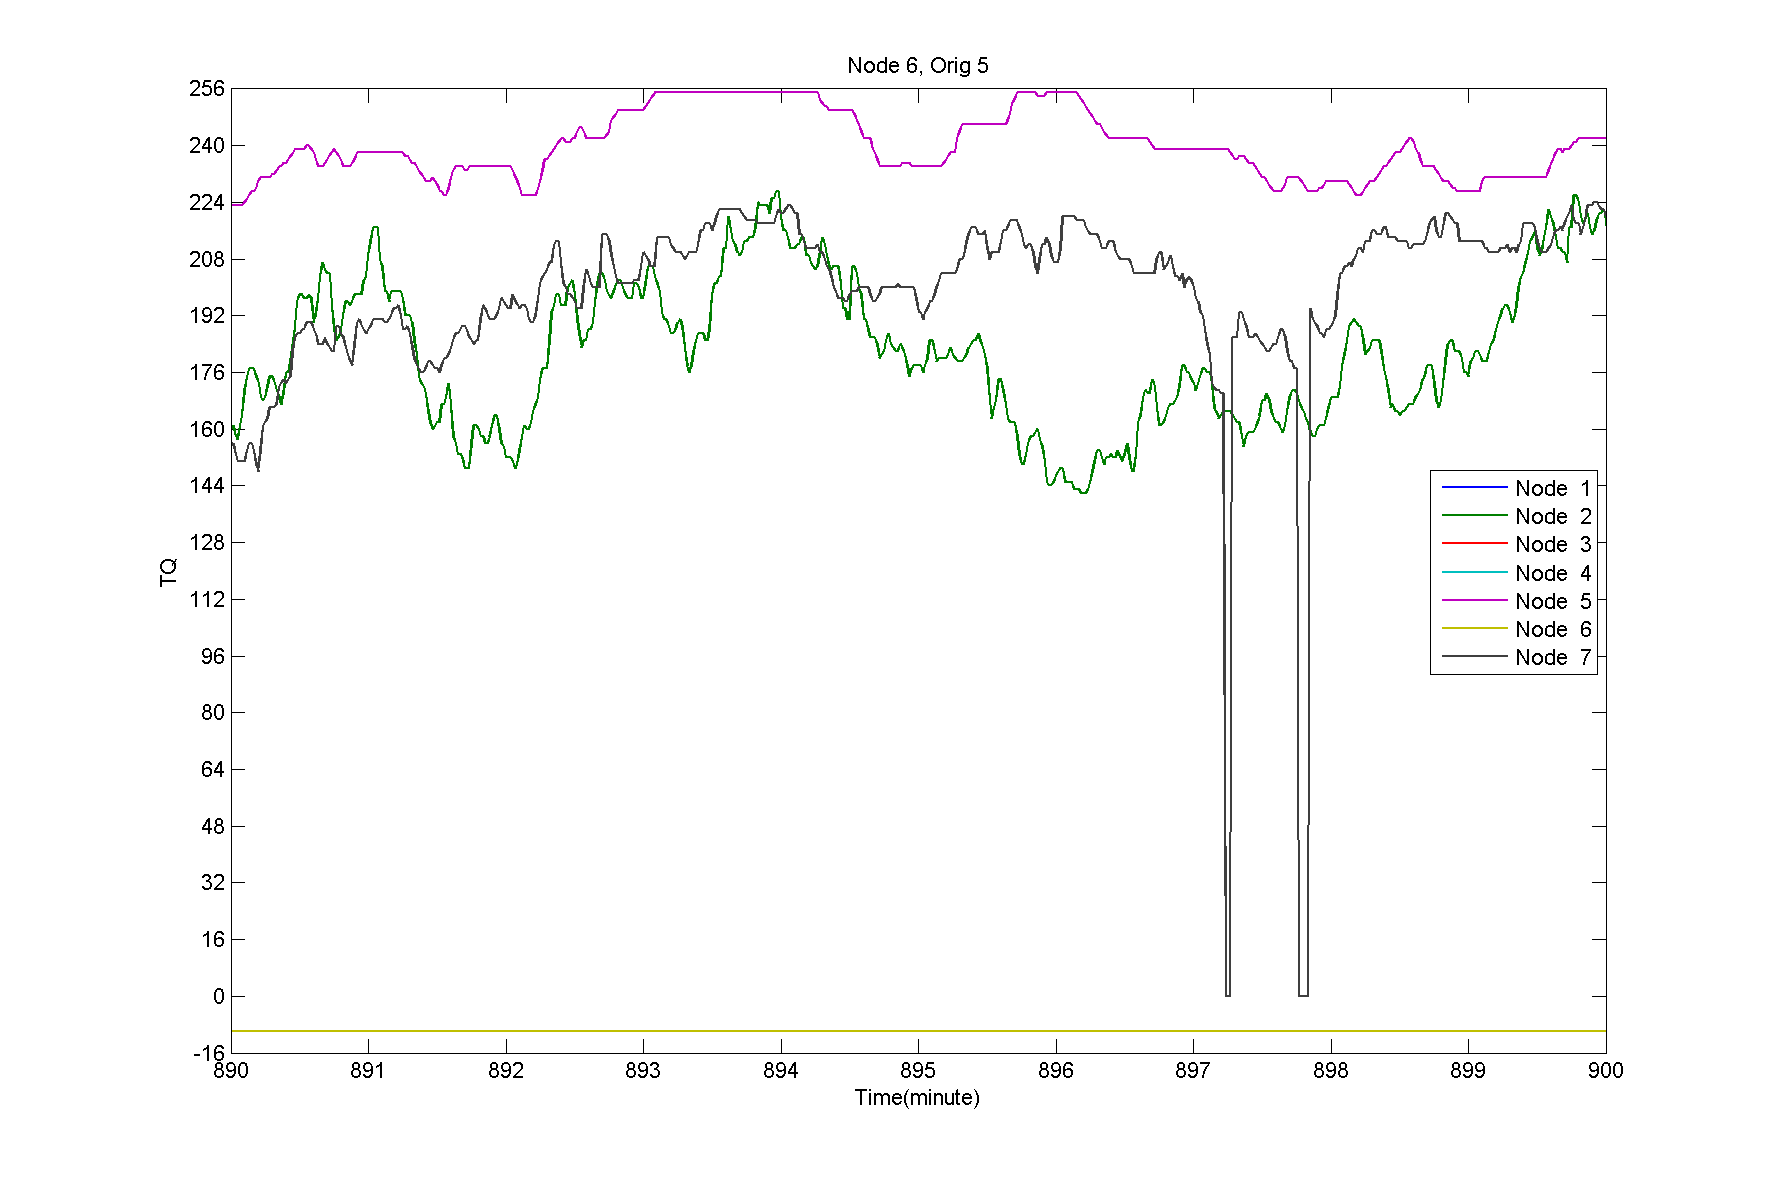 Node 6, Orig 5
256
240
224
208
192
176
160
144
128
112
96
80
64
48
32
16
0
-16
TQ
Node 1
Node 2
Node 3
Node 4
Node 5
Node 6
Node 7
890 891 892 893 894 895 896 897 898 899 900
Time(minute)